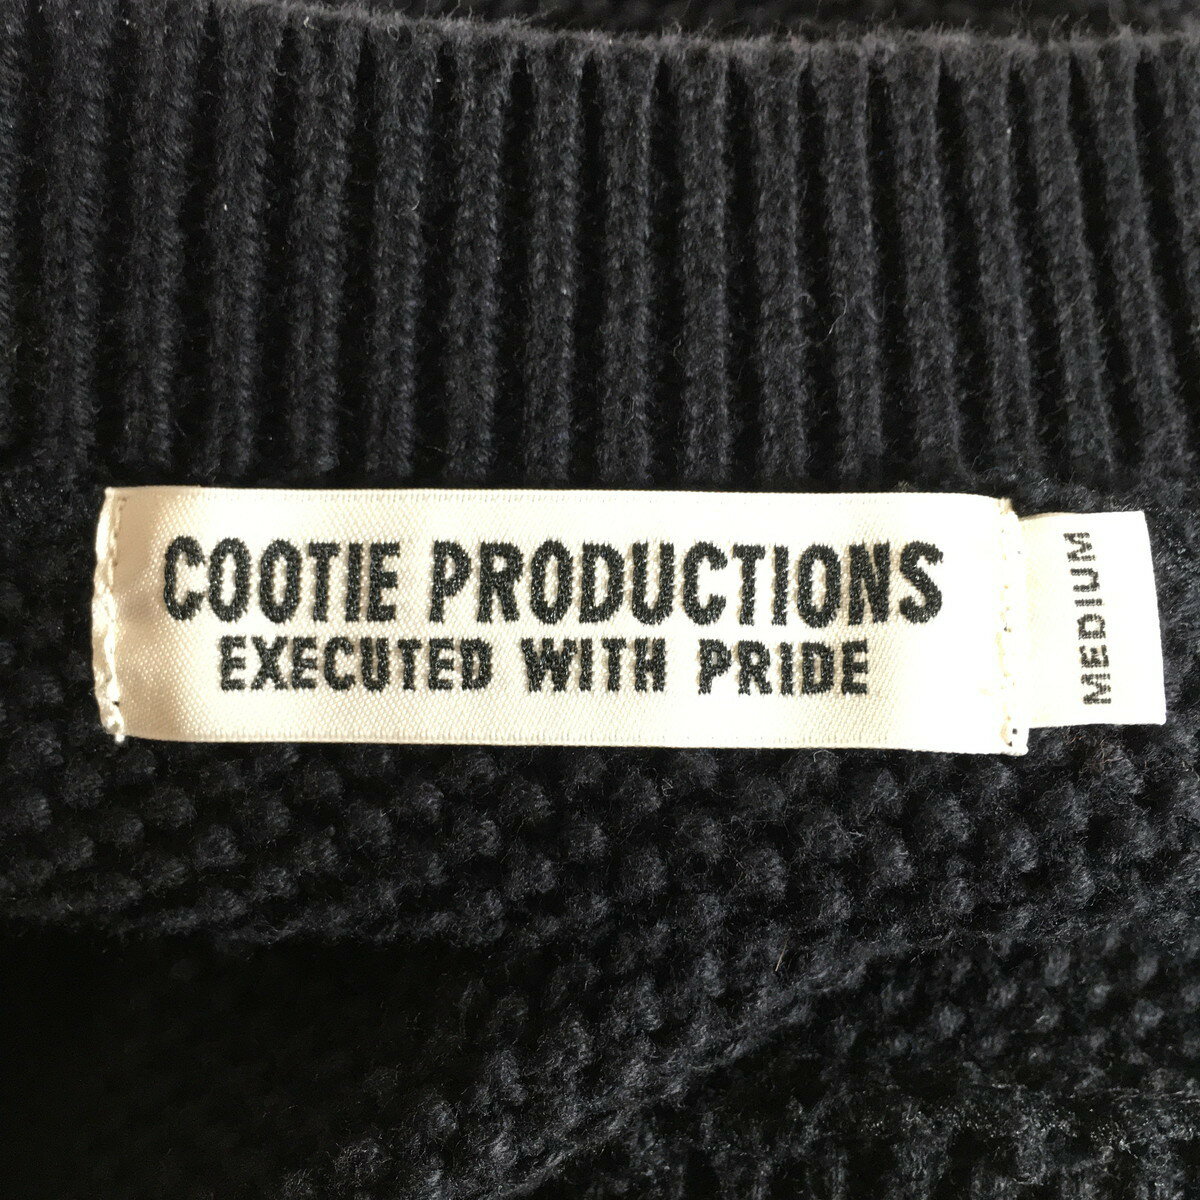 COOTIE PRODUCTIONS
EXECUTED WITH PRIDE
MEDIUM